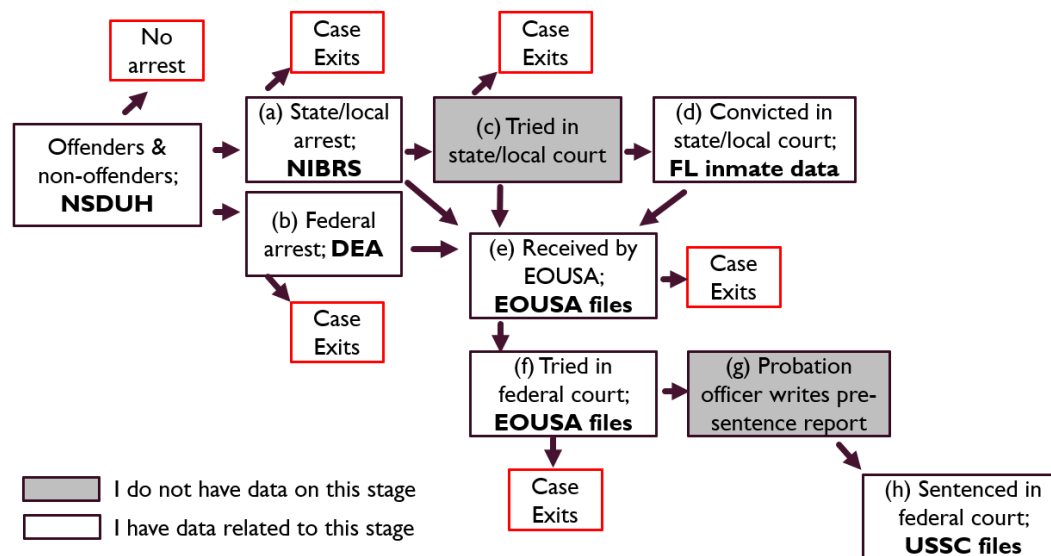 No
arrest
Case
Exits
Case
Exits
Offenders &
non-offenders;
NSDUH
(a) State/local
arrest;
NIBRS
(c) Tried in
state/local court
(d) Convicted in
state/local court;
FL inmate data
(b) Federal
arrest; DEA
(e) Received by
EOUSA;
EOUSA files
Case
Exits
Case
Exits
(f) Tried in
federal court;
EOUSA files
(g) Probation
officer writes pre-
sentence report
Case
Exits
(h) Sentenced in
federal court;
USSC files
I do not have data on this stage
I have data related to this stage